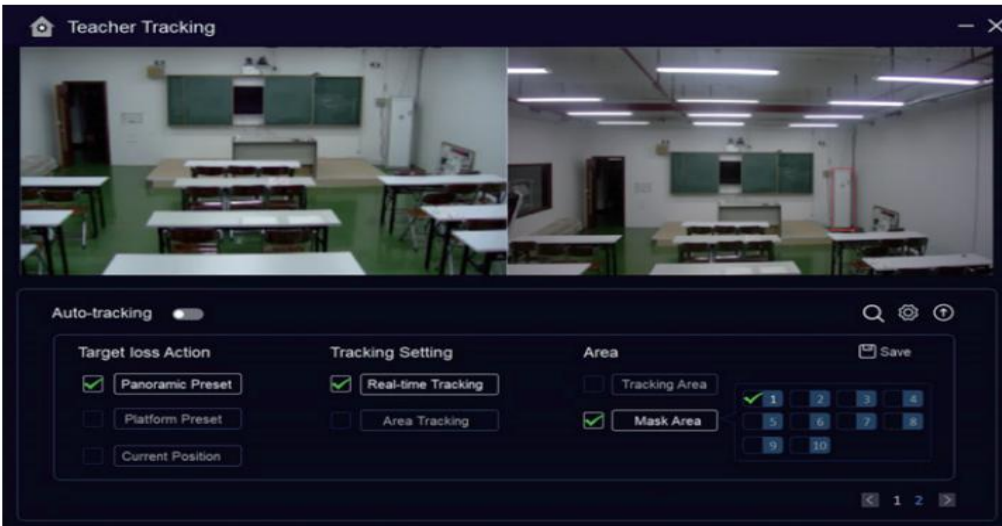 Teacher Tracking
Auto-tracking
Target loss Action Tracking Setting Area Save
Panoramic Preset Real-time Tracking Tracking Area
1 2 3 4
Platform Preset Area Tracking Mask Area
5 6 7 8
9 10
Current Position
< 1 2 >